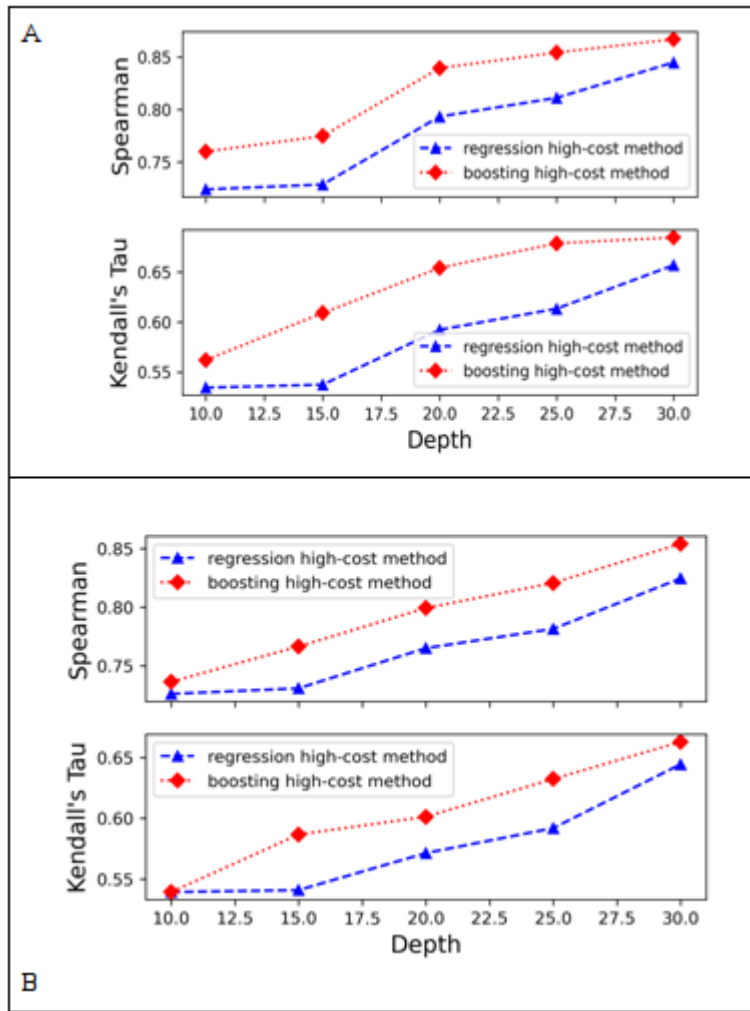 A
Spearman
0.85
0.80
0.75
regression high-cost method
boosting high-cost method
Kendall's Tau
0.65
0.60
0.55
regression high-cost method
boosting high-cost method
10.0 12.5 15.0 17.5 20.0 22.5 25.0 27.5 30.0
Depth
Spearman
0.85
0.80
0.75
regression high-cost method
boosting high-cost method
Kendall's Tau
0.65
0.60
0.55
regression high-cost method
boosting high-cost method
10.0 12.5 15.0 17.5 20.0 22.5 25.0 27.5 30.0
Depth
B